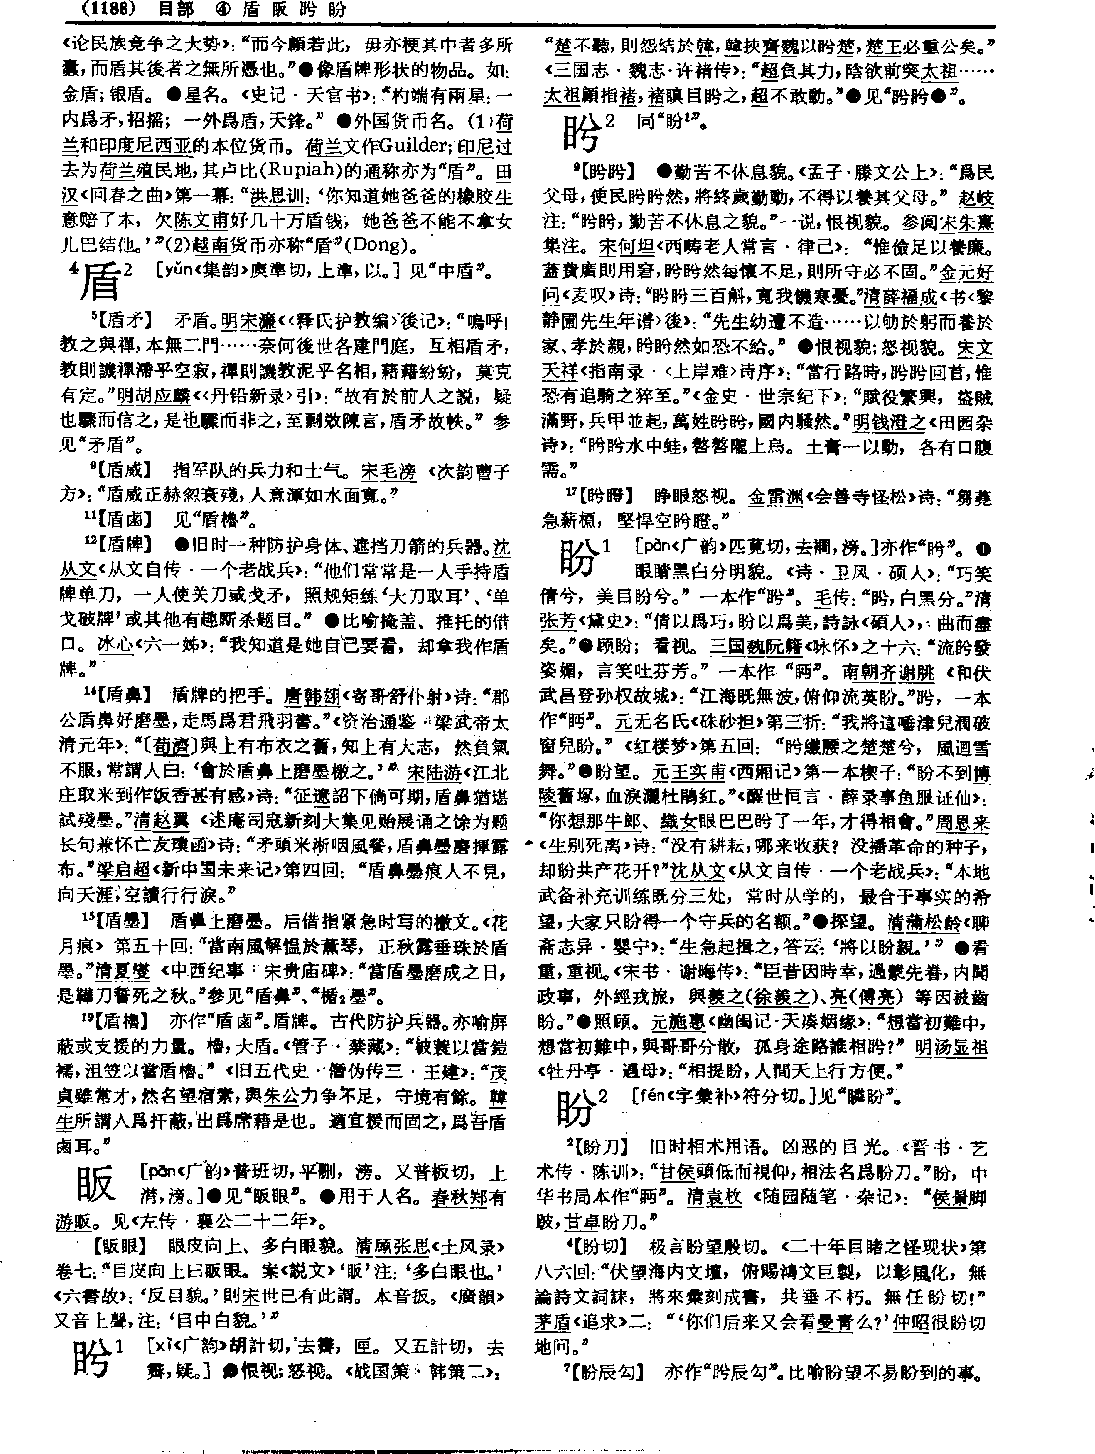 (1188) 目部 ④ 盾眅盻盼
《论民族竞争之大势》：“而今顧若此，毋亦梗其中者多所
蠹，而盾其後者之無所憑也。”●像盾牌形状的物品。如：
金盾；银盾。 ●星名。《史记·天官书》：“杓端有兩星：一
内爲矛，招摇；一外爲盾，天鋒。” ●外国货币名。(1)荷
兰和印度尼西亚的本位货币。荷兰文作Guilder；印尼过
去为荷兰殖民地，其卢比(Rupiah)的通称亦为“盾”。田
汉《回春之曲》第一幕：“洪思训：‘你知道她爸爸的橡胶生
意赔了本，欠陈文甫好几十万盾钱，她爸爸不能不拿女
儿巴结他。’”(2)越南货币亦称“盾”(Dong)。
4盾2 [yǔn《集韵》庾準切，上準，以。]见“中盾”。
5【盾矛】 矛盾。明宋濂《〈释氏护教编〉後记》：“嗚呼！
教之與禪，本無二門……奈何後世各建門庭，互相盾矛，
教則譏禪滯乎空寂，禪則譏教泥乎名相，藉藉紛紛，莫克
有定。”明胡应麟《〈丹铅新录〉引》：“故有於前人之説，疑
也驟而信之，是也驟而非之，至剿效陳言，盾矛故帙。” 参
见“矛盾”。
9【盾威】 指军队的兵力和士气。宋毛滂《次韵曹子
方》：“盾威正赫叙衰殘，人意渾如水面寬。”
11【盾卤】 见“盾櫓”。
12【盾牌】 ●旧时一种防护身体、遮挡刀箭的兵器。沈
从文《从文自传·一个老战兵》：“他们常常是一人手持盾
牌单刀，一人使关刀或戈矛，照规矩练‘大刀取耳’、‘单
戈破牌’或其他有趣厮杀题目。” ●比喻掩盖、推托的借
口。冰心《六一姊》：“我知道是她自己要看，却拿我作盾
牌。”
14【盾鼻】 盾牌的把手。唐韩翃《寄哥舒仆射》诗：“郡
公盾鼻好磨墨，走馬爲君飛羽書。”《资治通鉴·梁武帝太
清元年》：“〔荀濟〕與上有布衣之舊，知上有大志，然負氣
不服，常謂人曰：‘會於盾鼻上磨墨檄之。’” 宋陆游《江北
庄取米到作饭香甚有感》诗：“征遼詔下倘可期，盾鼻猶堪
試殘墨。”清赵翼《述庵司寇新刻大集见贻展诵之馀为题
长句兼怀亡友璞函》诗：“矛頭米淅咽風餐，盾鼻墨磨揮露
布。”梁启超《新中国未来记》第四回：“盾鼻墨痕人不見，
向天涯，空讀行行淚。”
15【盾墨】 盾鼻上磨墨。后借指紧急时写的檄文。《花
月痕》第五十回：“當南風解愠於薰琴，正秋露垂珠於盾
墨。”清夏燮《中西纪事·宋贵庙碑》：“當盾墨磨成之日，
是韡刀誓死之秋。”参见“盾鼻”、“楯2墨”。
19【盾櫓】 亦作“盾卤”。盾牌。古代防护兵器。亦喻屏
蔽或支援的力量。櫓，大盾。《管子·禁藏》：“被蓑以當鎧
襦，沮笠以當盾櫓。”《旧五代史·僭伪传三·王建》：“茂
貞雖常才，然名望宿素，與朱公力争不足，守境有餘。韓
生所謂入爲扞蔽，出爲席藉是也。適宜援而固之，爲吾盾
鹵耳。”
眅 [pān《广韵》普班切，平删，滂。又普板切，上
潸，滂。]●见“眅眼”。 ●用于人名。春秋郑有
游眅。见《左传·襄公二十二年》。
【眅眼】 眼皮向上、多白眼貌。清顾张思《土风录》
卷七：“目皮向上曰眅眼。案《説文》‘眅’注：‘多白眼也。’
《六書故》：‘反目貌。’則宋世已有此謂。本音扳。《廣韻》
又音上聲，注：‘目中白貌。’”
盻1 [xì《广韵》胡計切，去霽，匣。又五計切，去
霽，疑。]●恨视；怒视。《战国策·韩策二》：
“楚不聽，則怨結於韓，韓挟齊魏以盻楚，楚王必重公矣。”
《三国志·魏志·许褚传》：“超負其力，陰欲前突太祖……
太祖顧指褚，褚瞋目盻之，超不敢動。”●见“盻盻●”。
盻2 同“盼1”。
9【盻盻】 ●勤苦不休息貌。《孟子·滕文公上》：“爲民
父母，使民盻盻然，將終歲勤動，不得以養其父母。” 赵岐
注：“盻盻，勤苦不休息之貌。”一说，恨视貌。参阅宋朱熹
集注。 宋何坦《西畴老人常言·律己》：“惟儉足以養廉。
蓋費廣則用窘，盻盻然每懷不足，則所守必不固。”金元好
问《麦叹》诗：“盻盻三百斛，寬我饑寒憂。”清薛福成《书〈黎
静圃先生年谱〉後》：“先生幼遭不造……以劬於躬而養於
家、孝於親，盻盻然如恐不給。” ●恨视貌；怒视貌。宋文
天祥《指南录·〈上岸难〉诗序》：“當行路時，盻盻回首，惟
恐有追騎之猝至。”《金史·世宗纪下》：“賦役繁興，盗賊
滿野，兵甲並起，萬姓盻盻，國内騷然。”明钱澄之《田园杂
诗》：“盻盻水中蛙，嗸嗸隴上烏。土膏一以動，各有口腹
需。”
17【盻瞪】 睁眼怒视。金雷渊《会善寺怪松》诗：“芻蕘
急薪槱，堅悍空盻瞪。”
盼1 [pàn《广韵》匹莧切，去襇，滂。]亦作“盻”。❶
眼睛黑白分明貌。《诗·卫风·硕人》：“巧笑
倩兮，美目盼兮。” 一本作“盻”。毛传：“盼，白黑分。”清
张芳《黛史》：“倩以爲巧，盼以爲美，詩詠《碩人》，曲而盡
矣。”●顾盼；看视。三国魏阮籍《咏怀》之十六：“流盼發
姿媚，言笑吐芬芳。” 一本作“眄”。南朝齐谢朓《和伏
武昌登孙权故城》：“江海既無波，俯仰流英盼。”盼，一本
作“眄”。元无名氏《硃砂担》第三折：“我將這唾津兒潤破
窗兒盼。”《红楼梦》第五回：“盼纖腰之楚楚兮，風迴雪
舞。”●盼望。元王实甫《西厢记》第一本楔子：“盼不到博
陵舊塚，血淚灑杜鵑紅。”《醒世恒言·薛录事鱼服证仙》：
“你想那牛郎、織女眼巴巴盼了一年，才得相會。”周恩来
《生别死离》诗：“没有耕耘，哪来收获？没播革命的种子，
却盼共产花开？”沈从文《从文自传·一个老战兵》：“本地
武备补充训练既分三处，常时从学的，最合于事实的希
望，大家只盼得一个守兵的名额。”●探望。清蒲松龄《聊
斋志异·婴宁》：“生急起揖之，答云：‘將以盼親。’” ●看
重，重视。《宋书·谢晦传》：“臣昔因時幸，過蒙先眷，内聞
政事，外經戎旅，與羨之(徐羨之)、亮(傅亮) 等因被齒
盼。”●照顾。元施惠《幽闺记·天凑姻缘》：“想當初難中，
想當初難中，與哥哥分散，孤身途路誰相盼？” 明汤显祖
《牡丹亭·遇母》：“相提盼，人間天上行方便。”
盼2 [fén《字彙补》符分切。]见“瞵盼”。
2【盼刀】 旧时相术用语。凶恶的目光。《晋书·艺
术传·陈训》：“甘侯頭低而視仰，相法名爲盼刀。”盼，中
华书局本作“眄”。清袁枚《随园随笔·杂记》：“侯景脚
跛，甘卓盼刀。”
4【盼切】 极言盼望殷切。《二十年目睹之怪现状》第
八六回：“伏望海内文壇，俯賜鴻文巨製，以彰風化，無
論詩文詞誄，將來彙刻成書，共垂不朽。無任盼切！”
茅盾《追求》二：“‘你们后来又会看曼青么？’仲昭很盼切
地问。”
7【盼辰勾】 亦作“盻辰勾”。比喻盼望不易盼到的事。